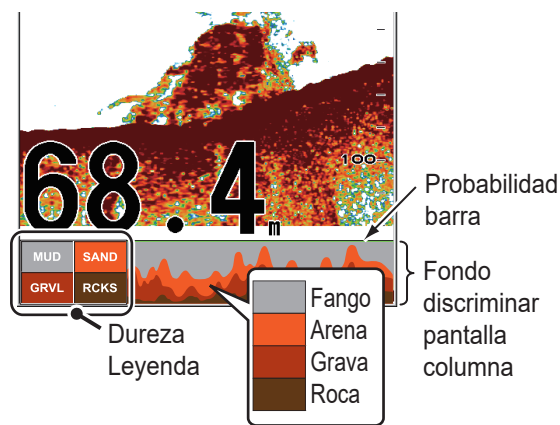 100
68.4m
Probabilidad
barra
MUD SAND
GRVL RCKS
Fango
Arena
Grava
Roca
Fondo
discriminar
pantalla
columna
Dureza
Leyenda